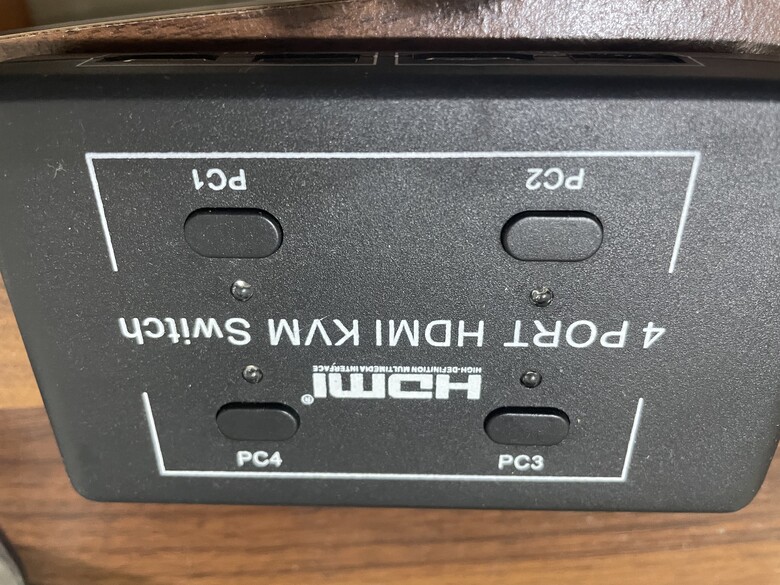 PC3
PC4
HDMI®
HIGH-DEFINITION MULTIMEDIA INTERFACE
4 PORT HDMI KVM Switch
PC2
PC1